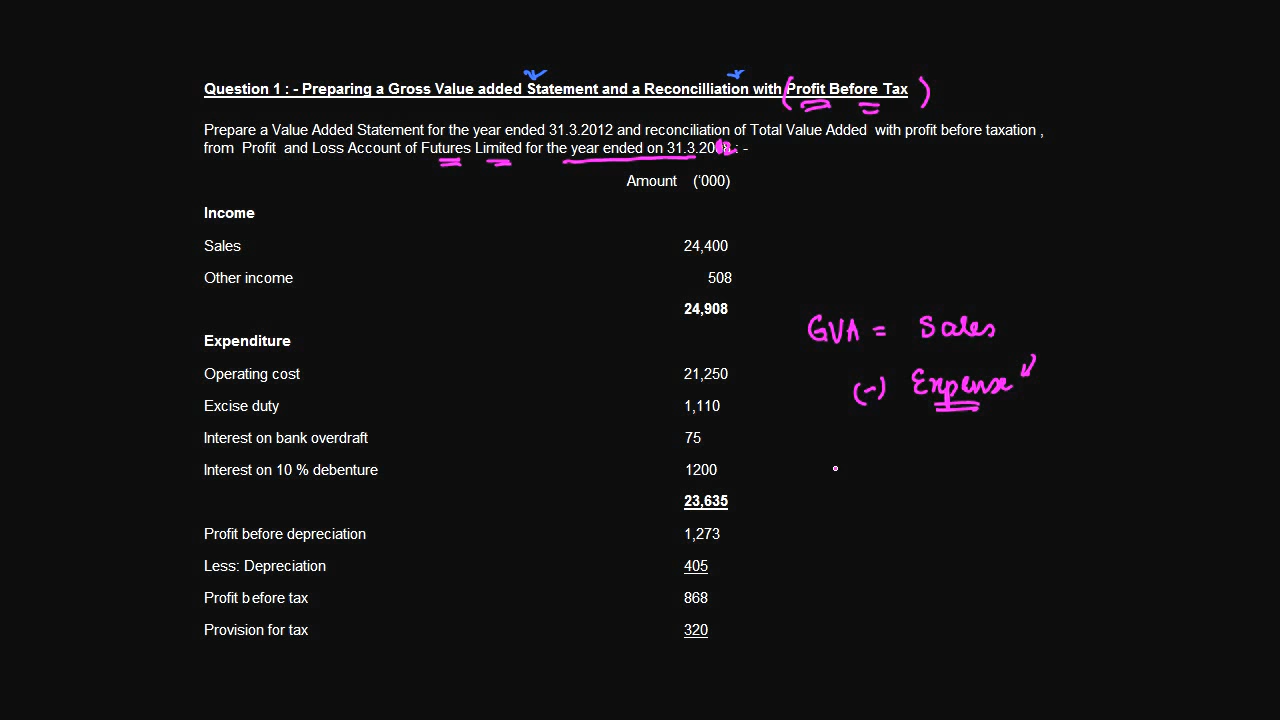 Question 1 : - Preparing a Gross Value added Statement and a Reconcilliation with (Profit Before Tax)
Prepare a Value Added Statement for the year ended 31.3.2012 and reconciliation of Total Value Added with profit before taxation ,
from Profit and Loss Account of Futures Limited for the year ended on 31.3. : -
Amount ('000)
Income
Sales 24,400
Other income 508
24,908
GVA = Sales
Expenditure
Operating cost 21,250
(-) Expense
Excise duty 1,110
Interest on bank overdraft 75
Interest on 10 % debenture 1200
23,635
Profit before depreciation 1,273
Less: Depreciation 405
Profit before tax 868
Provision for tax 320